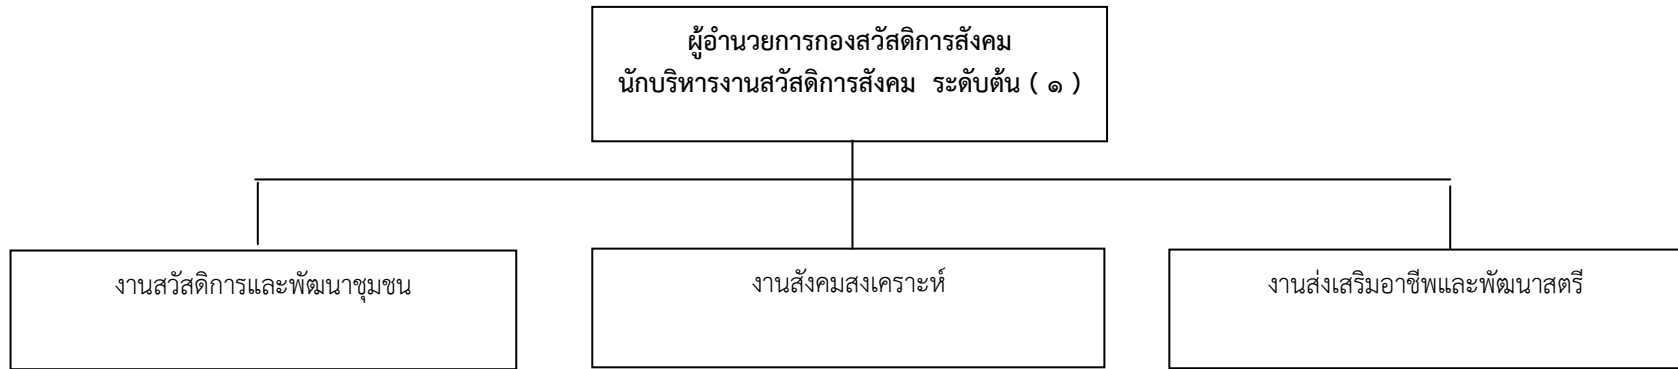 ผู้อำนวยการกองสวัสดิการสังคม
นักบริหารงานสวัสดิการสังคม ระดับต้น ( ๑ )
งานสวัสดิการและพัฒนาชุมชน
งานสังคมสงเคราะห์
งานส่งเสริมอาชีพและพัฒนาสตรี